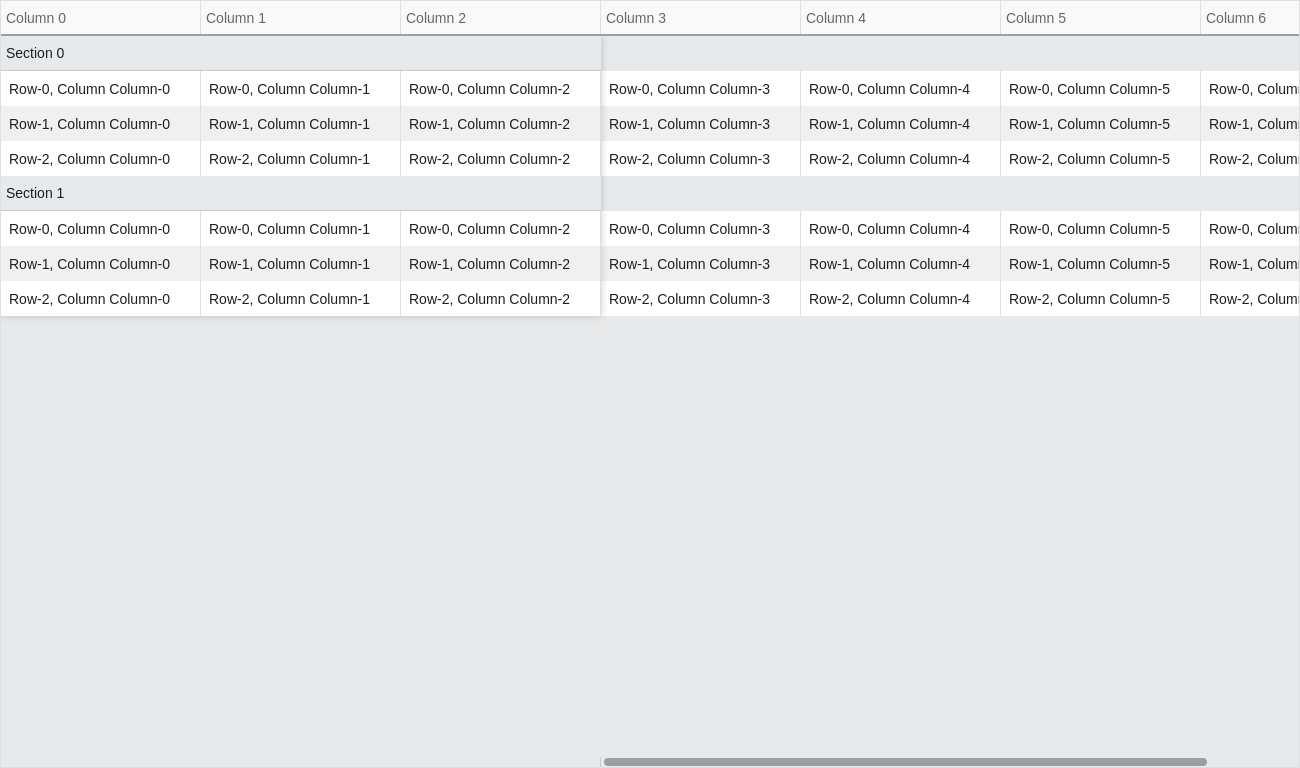 Column 0 Column 1 Column 2 Column 3 Column 4 Column 5 Column 6
Section 0
Row-0, Column Column-0 Row-0, Column Column-1 Row-0, Column Column-2 Row-0, Column Column-3 Row-0, Column Column-4 Row-0, Column Column-5 Row-0, Colum
Row-1, Column Column-0 Row-1, Column Column-1 Row-1, Column Column-2 Row-1, Column Column-3 Row-1, Column Column-4 Row-1, Column Column-5 Row-1, Colum
Row-2, Column Column-0 Row-2, Column Column-1 Row-2, Column Column-2 Row-2, Column Column-3 Row-2, Column Column-4 Row-2, Column Column-5 Row-2, Colum
Section 1
Row-0, Column Column-0 Row-0, Column Column-1 Row-0, Column Column-2 Row-0, Column Column-3 Row-0, Column Column-4 Row-0, Column Column-5 Row-0, Colum
Row-1, Column Column-0 Row-1, Column Column-1 Row-1, Column Column-2 Row-1, Column Column-3 Row-1, Column Column-4 Row-1, Column Column-5 Row-1, Colum
Row-2, Column Column-0 Row-2, Column Column-1 Row-2, Column Column-2 Row-2, Column Column-3 Row-2, Column Column-4 Row-2, Column Column-5 Row-2, Colum